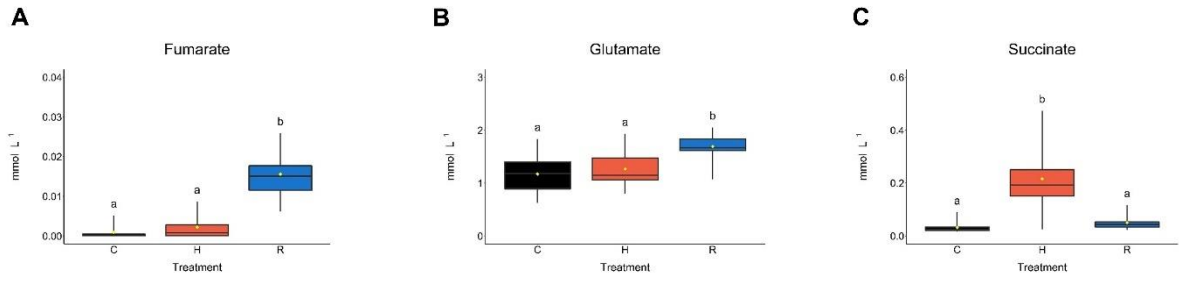 A
Fumarate
0.04
0.03
0.02
0.01
0.00
mmol L⁻¹
a
a
b
C H R
Treatment
B
Glutamate
3
2
1
0
mmol L⁻¹
a
a
b
C H R
Treatment
C
Succinate
0.6
0.4
0.2
0.0
mmol L⁻¹
a
b
a
C H R
Treatment